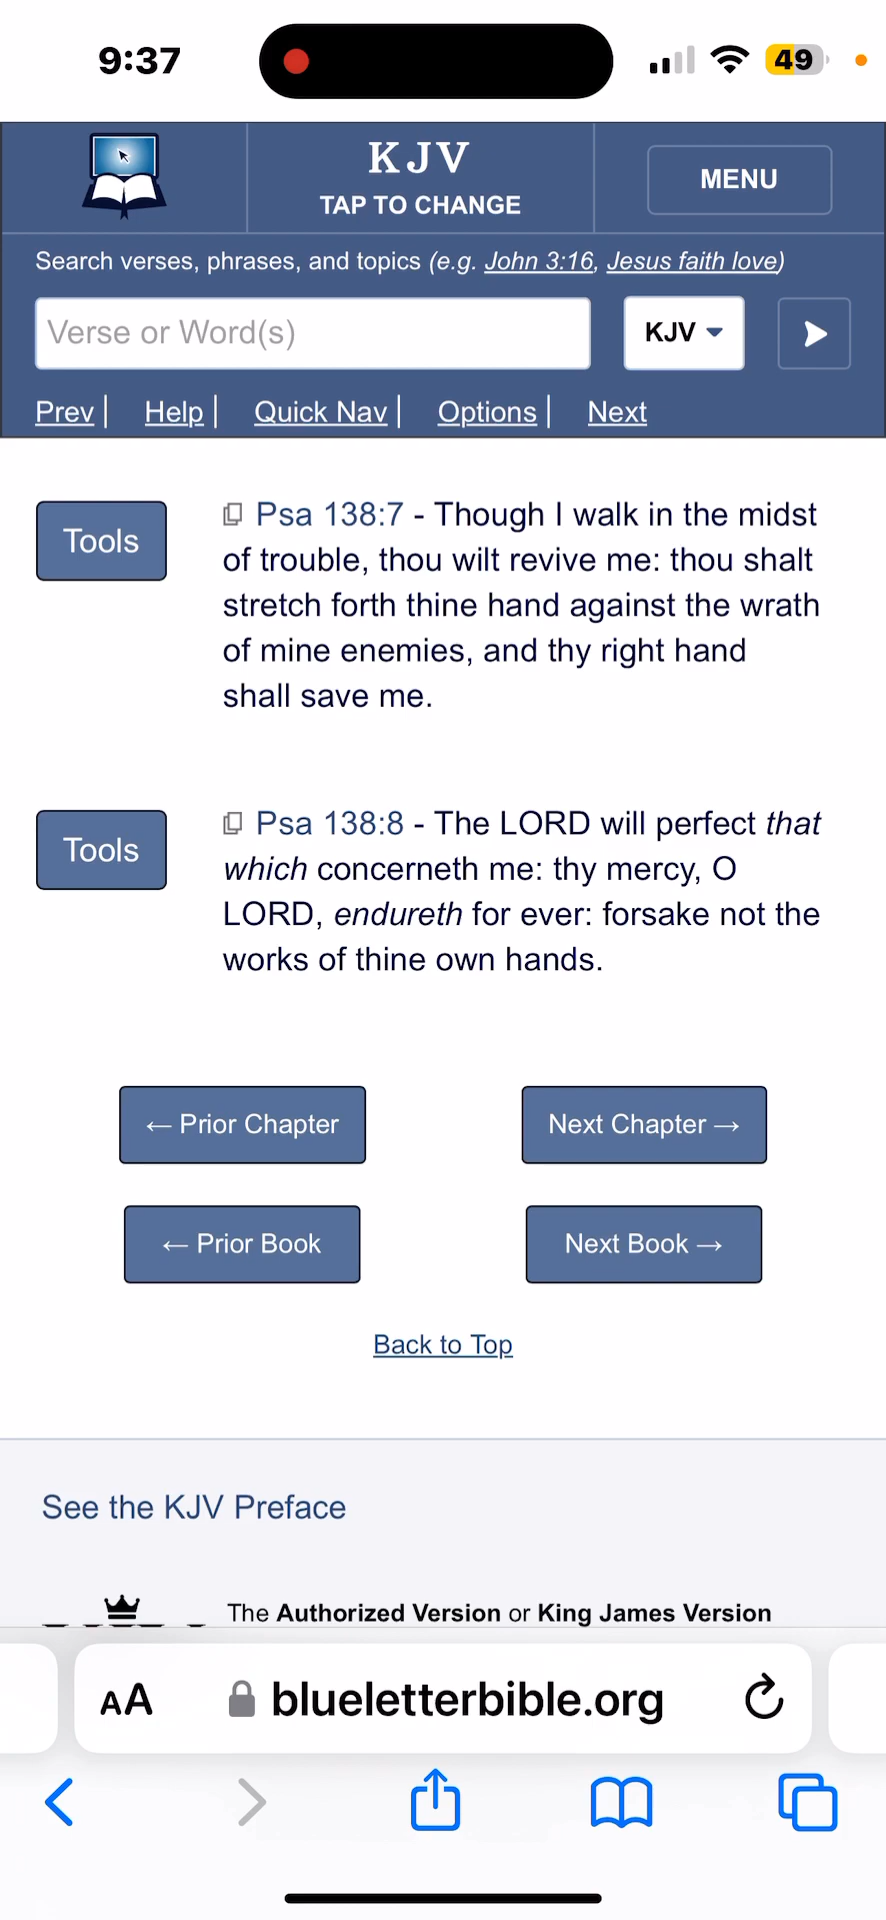 9:37
49
KJV
TAP TO CHANGE
MENU
Search verses, phrases, and topics (e.g. John 3:16, Jesus faith love)
Verse or Word(s)
KJV
Prev | Help | Quick Nav | Options | Next
Tools
Psa 138:7 - Though I walk in the midst
of trouble, thou wilt revive me: thou shalt
stretch forth thine hand against the wrath
of mine enemies, and thy right hand
shall save me.
Tools
Psa 138:8 - The LORD will perfect that
which concerneth me: thy mercy, O
LORD, endureth for ever: forsake not the
works of thine own hands.
← Prior Chapter
Next Chapter →
← Prior Book
Next Book →
Back to Top
See the KJV Preface
The Authorized Version or King James Version
AA
blueletterbible.org